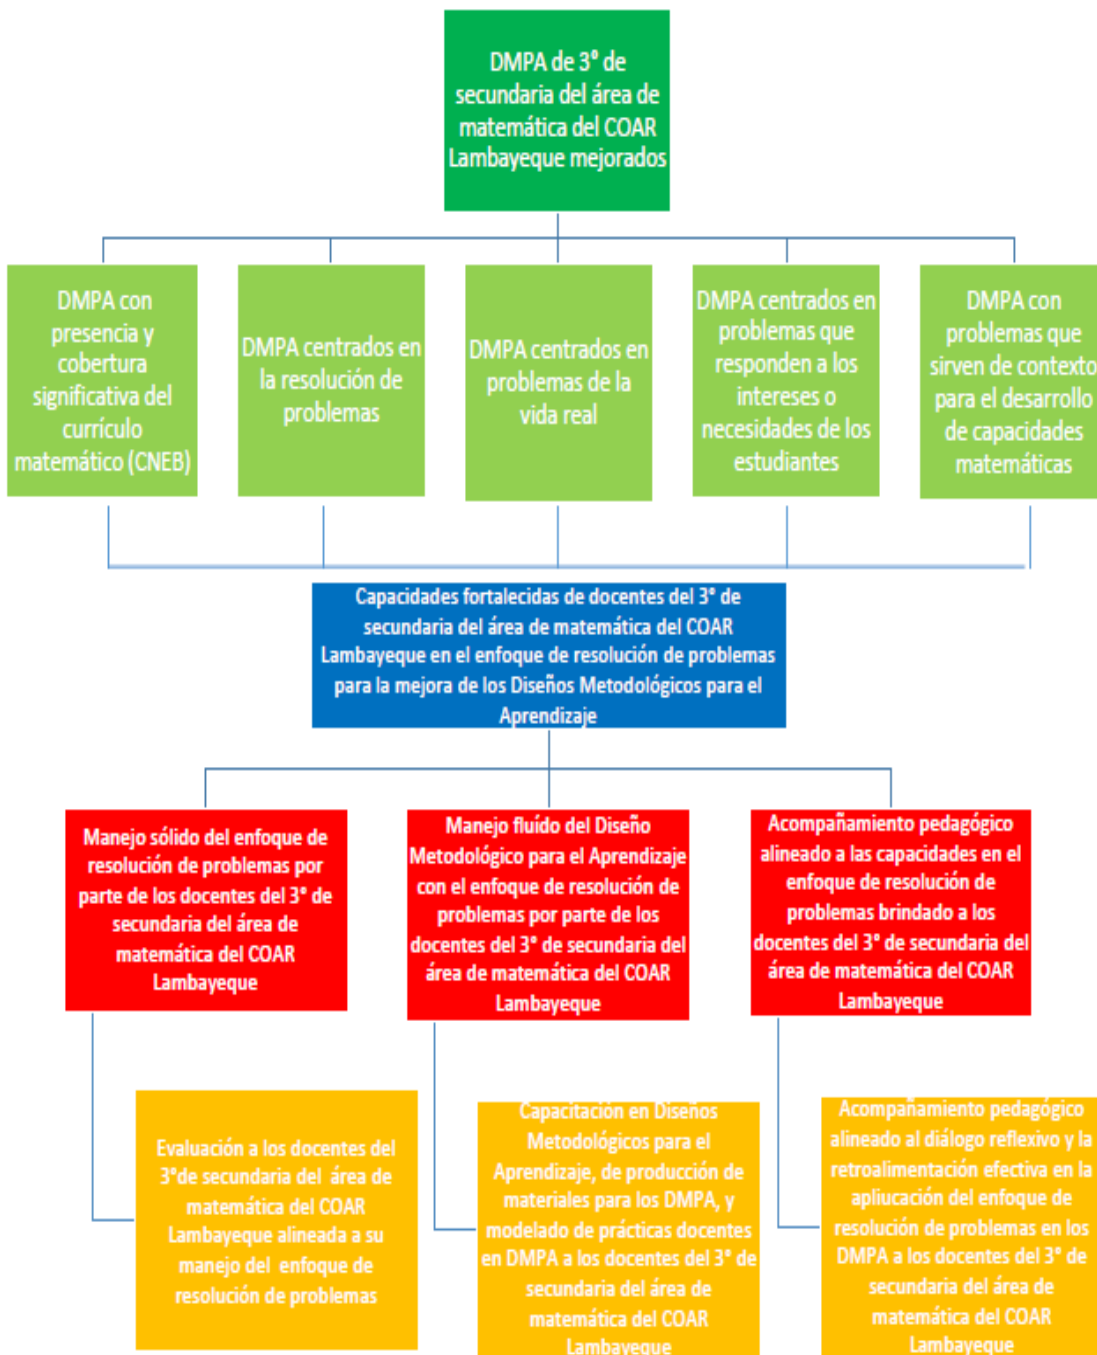 DMPA de 3° de
secundaria del área de
matemática del COAR
Lambayeque mejorados
DMPA con
presencia y
cobertura
significativa del
currículo
matemático (CNEB)
DMPA centrados en
la resolución de
problemas
DMPA centrados en
problemas de la
vida real
DMPA centrados en
problemas que
responden a los
intereses o
necesidades de los
estudiantes
DMPA con
problemas que
sirven de contexto
para el desarrollo
de capacidades
matemáticas
Capacidades fortalecidas de docentes del 3° de
secundaria del área de matemática del COAR
Lambayeque en el enfoque de resolución de problemas
para la mejora de los Diseños Metodológicos para el
Aprendizaje
Manejo sólido del enfoque de
resolución de problemas por
parte de los docentes del 3° de
secundaria del área de
matemática del COAR
Lambayeque
Manejo fluído del Diseño
Metodológico para el Aprendizaje
con el enfoque de resolución de
problemas por parte de los
docentes del 3° de secundaria del
área de matemática del COAR
Lambayeque
Acompañamiento pedagógico
alineado a las capacidades en el
enfoque de resolución de
problemas brindado a los
docentes del 3° de secundaria del
área de matemática del COAR
Lambayeque
Evaluación a los docentes del
3°de secundaria del área de
matemática del COAR
Lambayeque alineada a su
manejo del enfoque de
resolución de problemas
Capacitación en Diseños
Metodológicos para el
Aprendizaje, de producción de
materiales para los DMPA, y
modelado de prácticas docentes
en DMPA a los docentes del 3° de
secundaria del área de
matemática del COAR
Lambayeque
Acompañamiento pedagógico
alineado al diálogo reflexivo y la
retroalimentación efectiva en la
apliucación del enfoque de
resolución de problemas en los
DMPA a los docentes del 3° de
secundaria del área de
matemática del COAR
Lambayeque